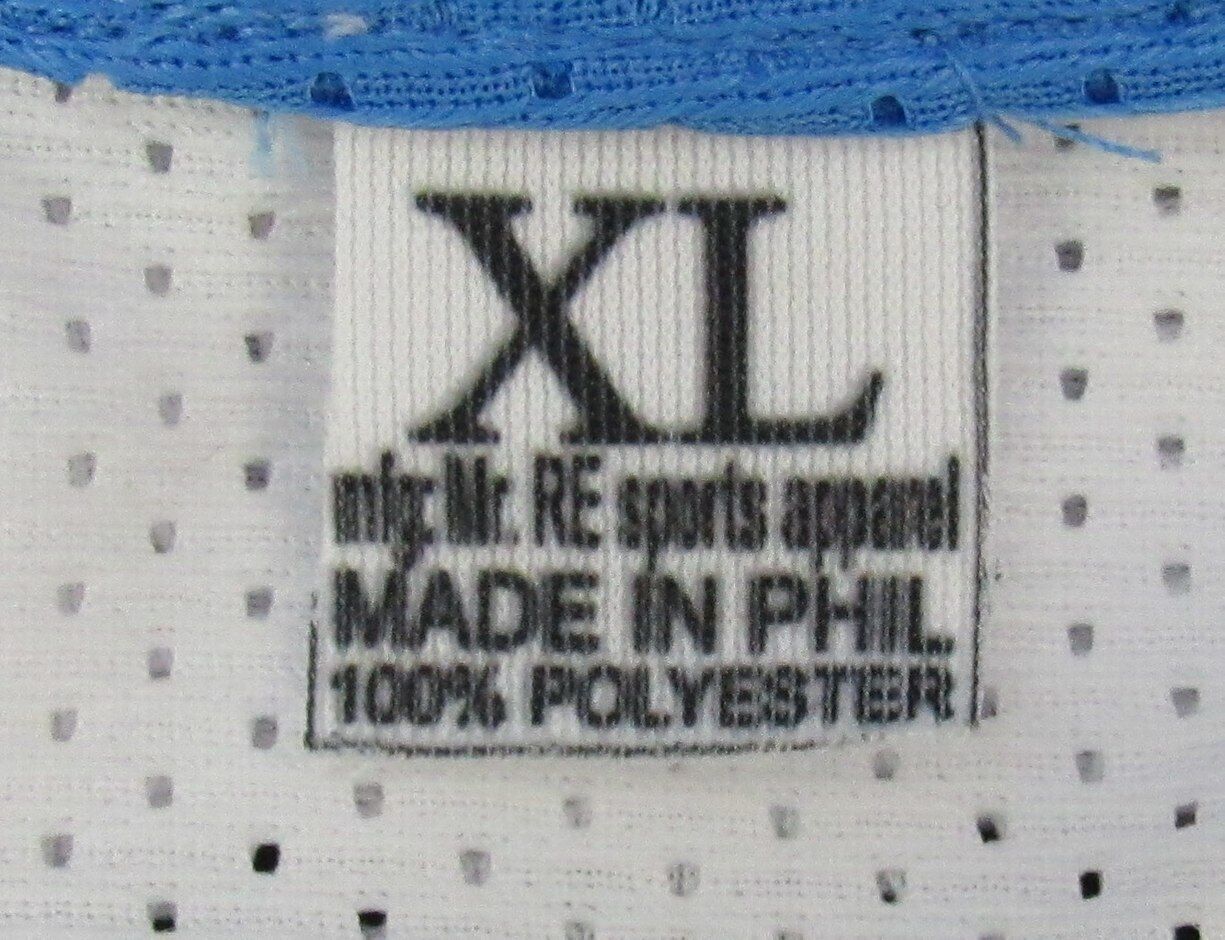 XL
mfg: Mr. RE sports apparel
MADE IN PHIL.
100% POLYESTER